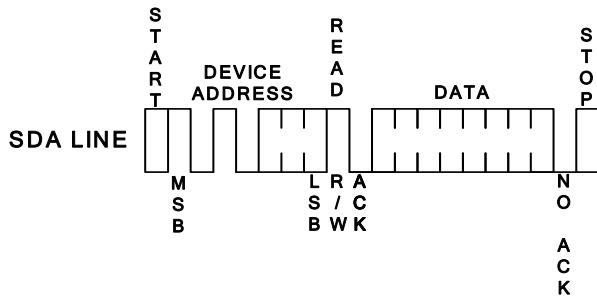 START
READ
STOP
DEVICE
ADDRESS
DATA
SDA LINE
MSB
LSB
R/W
ACK
NO ACK